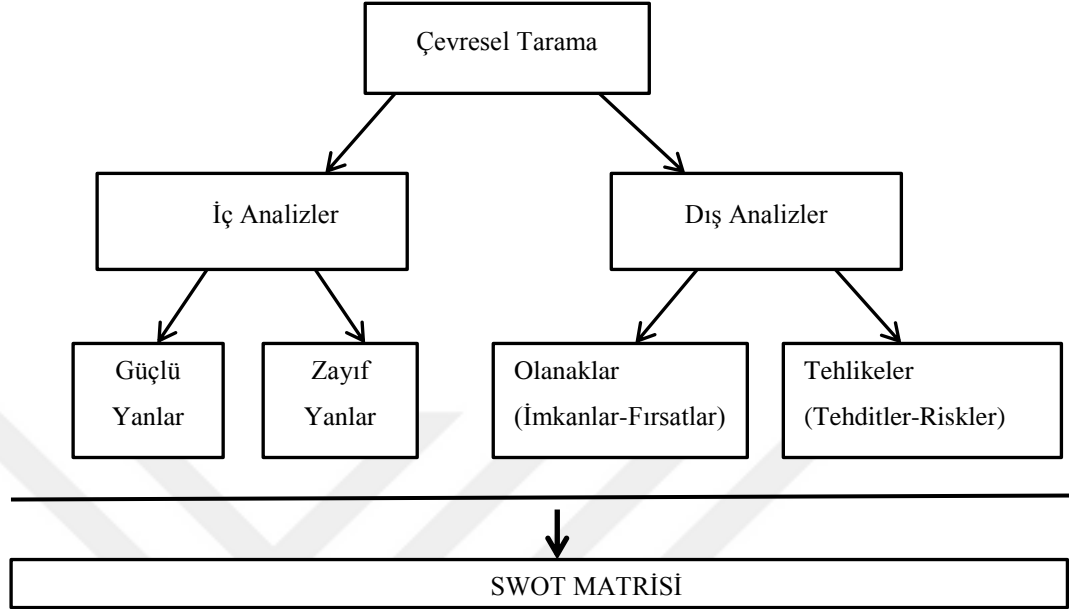 Çevresel Tarama
İç Analizler
Dış Analizler
Güçlü
Yanlar
Zayıf
Yanlar
Olanaklar
(İmkanlar-Fırsatlar)
Tehlikeler
(Tehditler-Riskler)
SWOT MATRİSİ